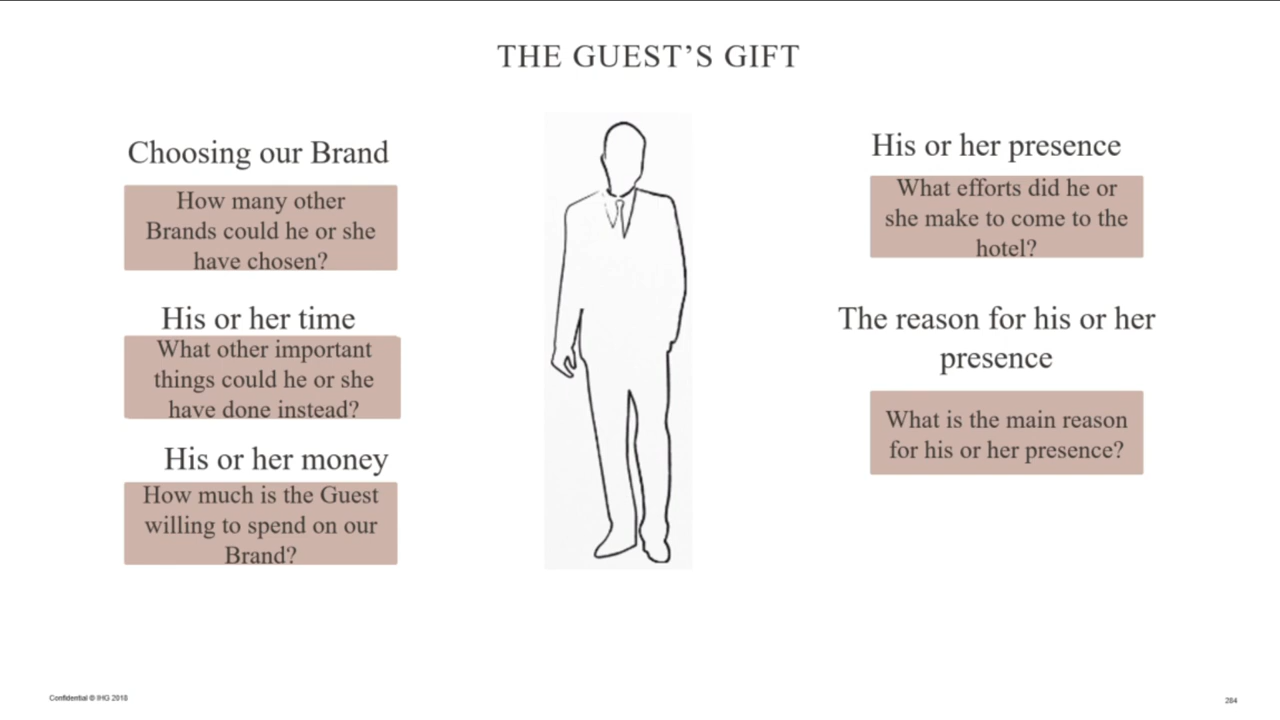 THE GUEST’S GIFT
Choosing our Brand
How many other
Brands could he or she
have chosen?
His or her time
What other important
things could he or she
have done instead?
His or her money
How much is the Guest
willing to spend on our
Brand?
His or her presence
What efforts did he or
she make to come to the
hotel?
The reason for his or her
presence
What is the main reason
for his or her presence?
Confidential © IHG 2018
284